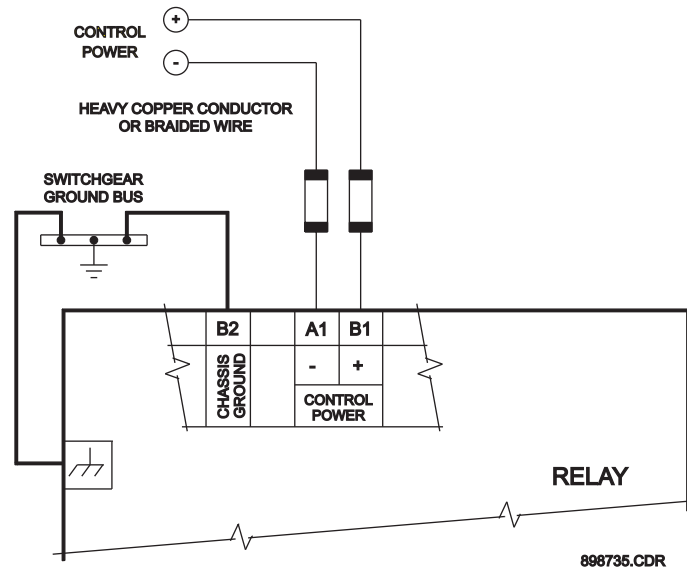 CONTROL
POWER
+
-
HEAVY COPPER CONDUCTOR
OR BRAIDED WIRE
SWITCHGEAR
GROUND BUS
B2
A1
B1
CHASSIS
GROUND
-
+
CONTROL
POWER
RELAY
898735.CDR